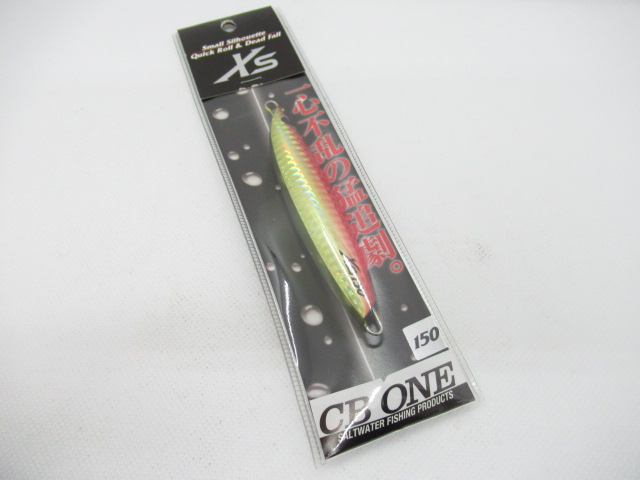 Small Silhouette
Quick Roll & Dead Fall
XS
一心不乱の猛追劇。
150
CB ONE
SALTWATER FISHING PRODUCTS